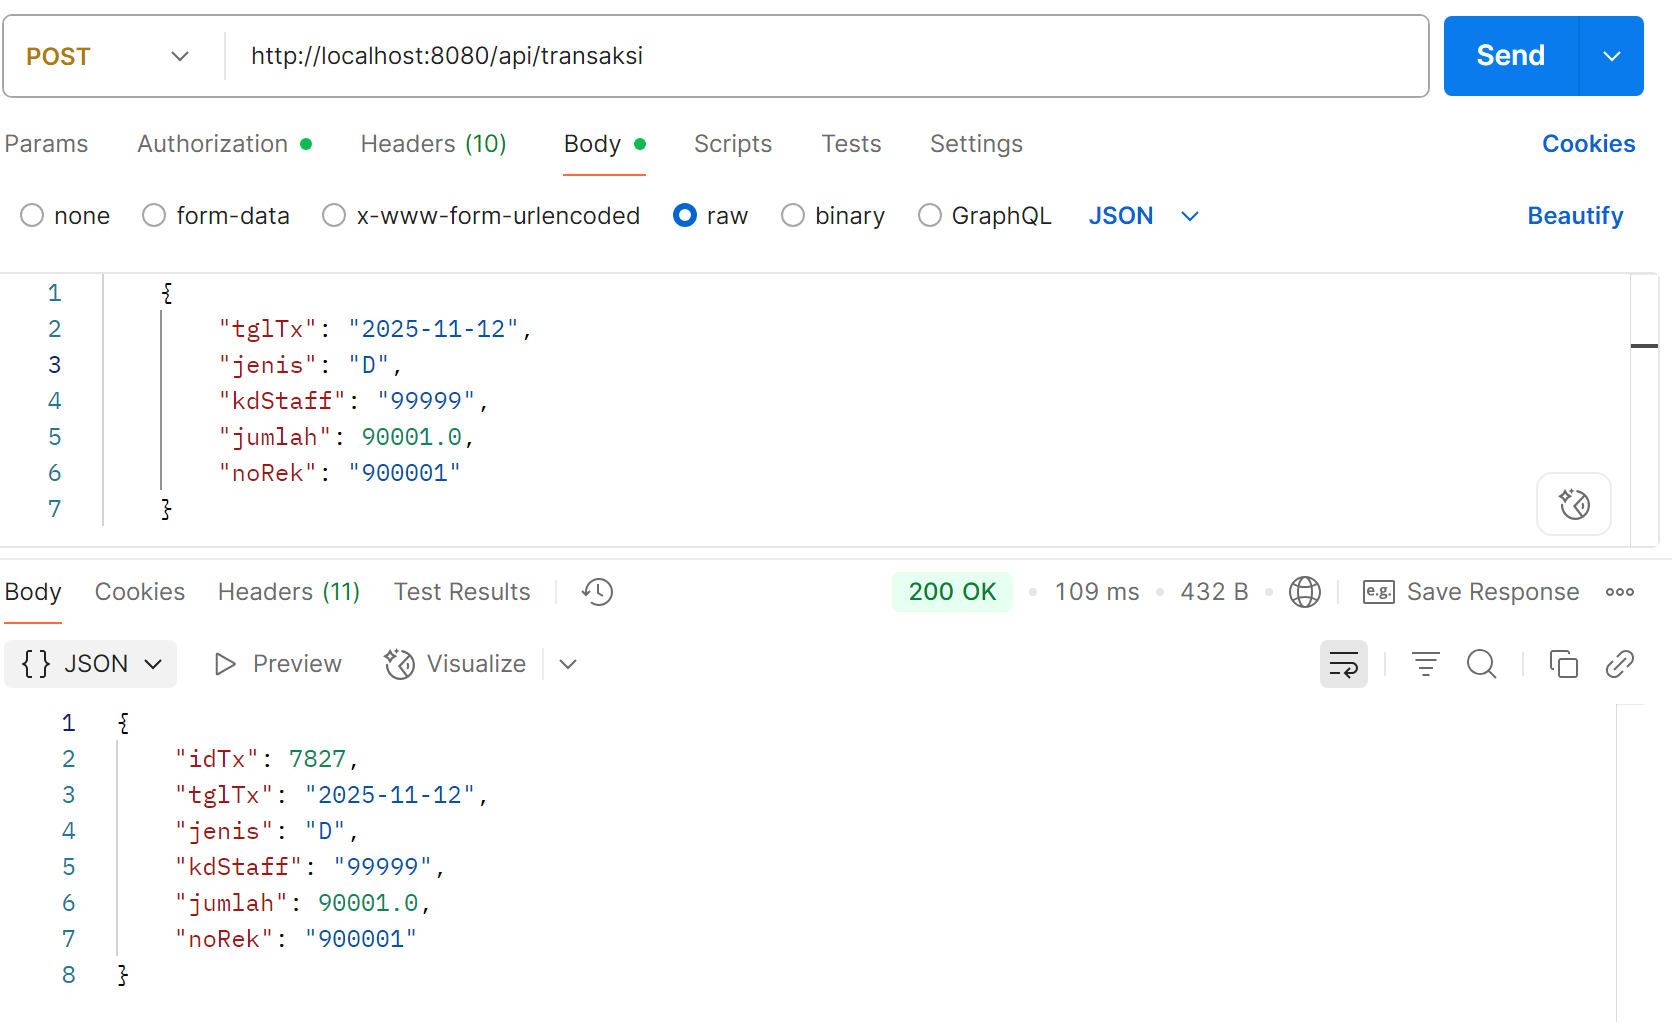 POST http://localhost:8080/api/transaksi Send
Params Authorization Headers (10) Body Scripts Tests Settings Cookies
none form-data x-www-form-urlencoded raw binary GraphQL JSON Beautify
1 {
2 "tglTx": "2025-11-12",
3 "jenis": "D",
4 "kdStaff": "99999",
5 "jumlah": 90001.0,
6 "noRek": "900001"
7 }
Body Cookies Headers (11) Test Results 200 OK 109 ms 432 B e.g. Save Response
{} JSON Preview Visualize
1 {
2 "idTx": 7827,
3 "tglTx": "2025-11-12",
4 "jenis": "D",
5 "kdStaff": "99999",
6 "jumlah": 90001.0,
7 "noRek": "900001"
8 }